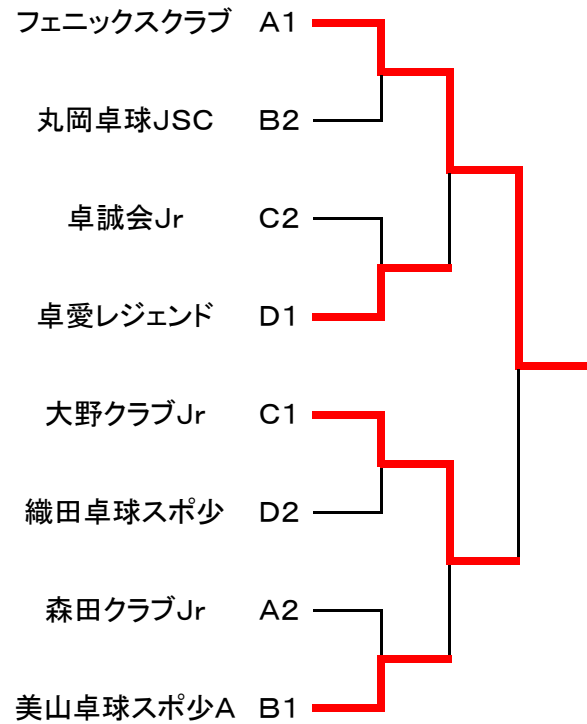 フェニックスクラブ A1
丸岡卓球JSC B2
卓誠会Jr C2
卓愛レジェンド D1
大野クラブJr C1
織田卓球スポ少 D2
森田クラブJr A2
美山卓球スポ少A B1